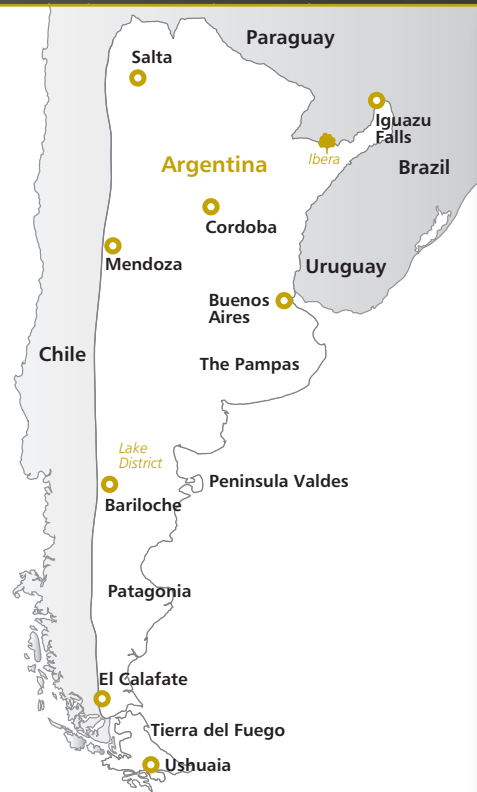 Paraguay
Salta
Iguazu
Falls
Ibera
Argentina
Brazil
Cordoba
Mendoza
Uruguay
Buenos
Aires
Chile
The Pampas
Lake
District
Peninsula Valdes
Bariloche
Patagonia
El Calafate
Tierra del Fuego
Ushuaia